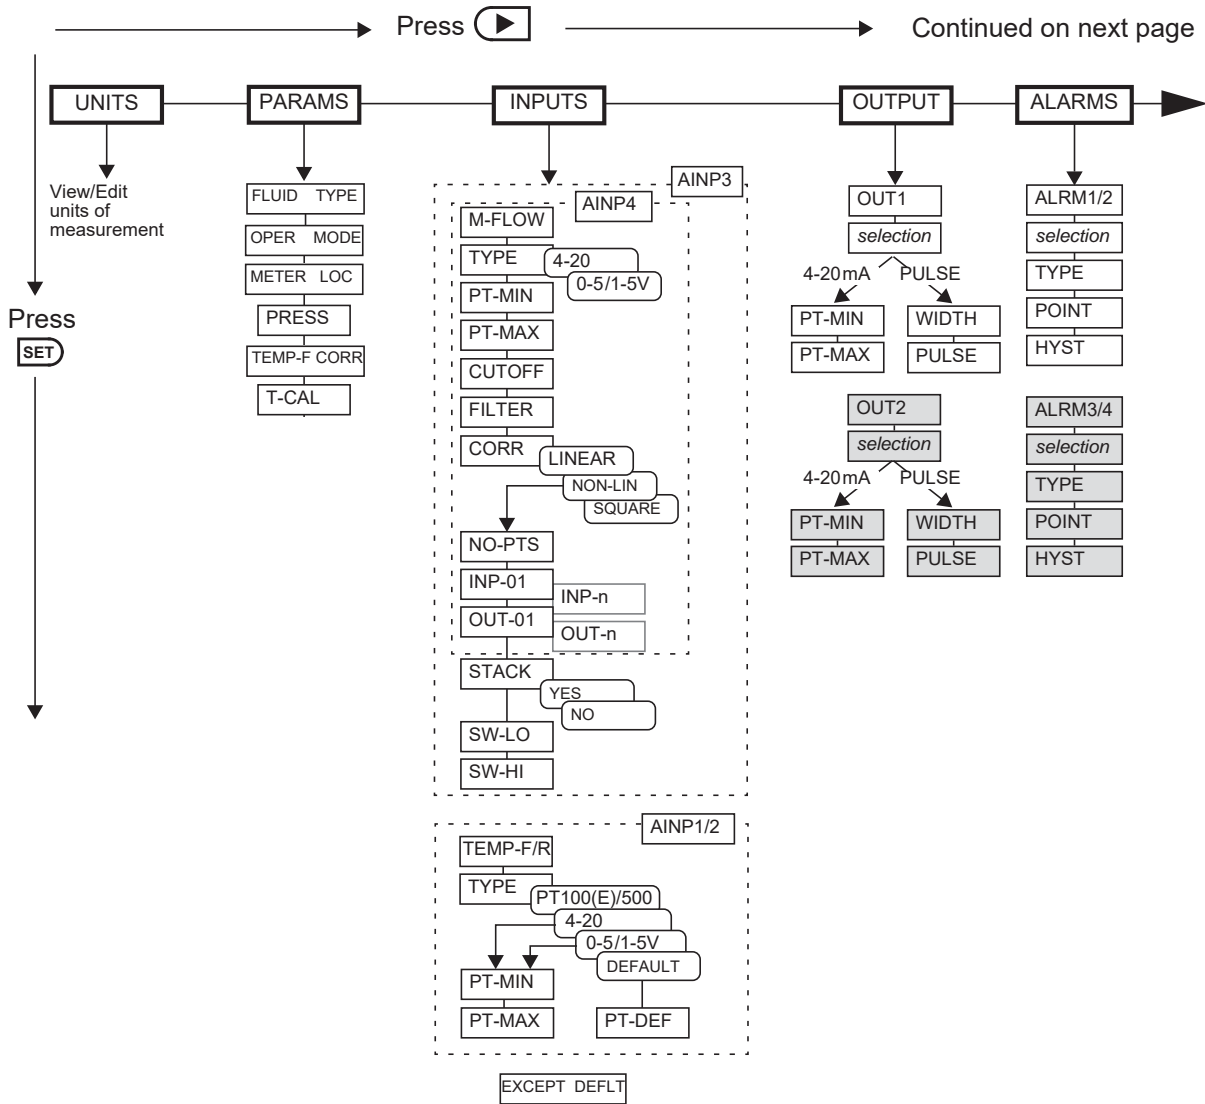 Press
Continued on next page
UNITS
PARAMS
INPUTS
OUTPUT
ALARMS
Press
SET
View/Edit
units of
measurement
FLUID TYPE
OPER MODE
METER LOC
PRESS
TEMP-F CORR
T-CAL
AINP3
AINP4
M-FLOW
TYPE
4-20
0-5/1-5V
PT-MIN
PT-MAX
CUTOFF
FILTER
CORR
LINEAR
NON-LIN
SQUARE
NO-PTS
INP-01
INP-n
OUT-01
OUT-n
STACK
YES
NO
SW-LO
SW-HI
AINP1/2
TEMP-F/R
TYPE
PT100(E)/500
4-20
0-5/1-5V
DEFAULT
PT-MIN
PT-MAX
PT-DEF
EXCEPT DEFLT
OUT1
selection
4-20mA PULSE
PT-MIN WIDTH
PT-MAX PULSE
OUT2
selection
4-20mA PULSE
PT-MIN WIDTH
PT-MAX PULSE
ALRM1/2
selection
TYPE
POINT
HYST
ALRM3/4
selection
TYPE
POINT
HYST